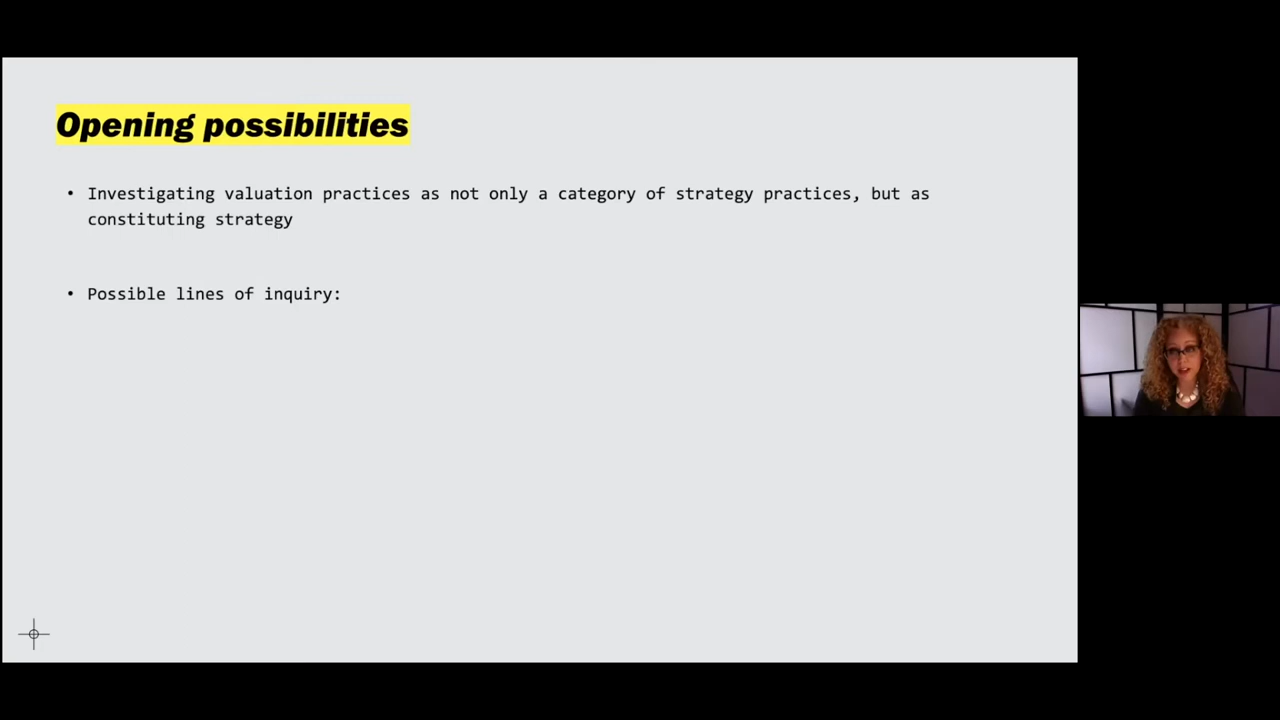 Opening possibilities
• Investigating valuation practices as not only a category of strategy practices, but as
constituting strategy
• Possible lines of inquiry: